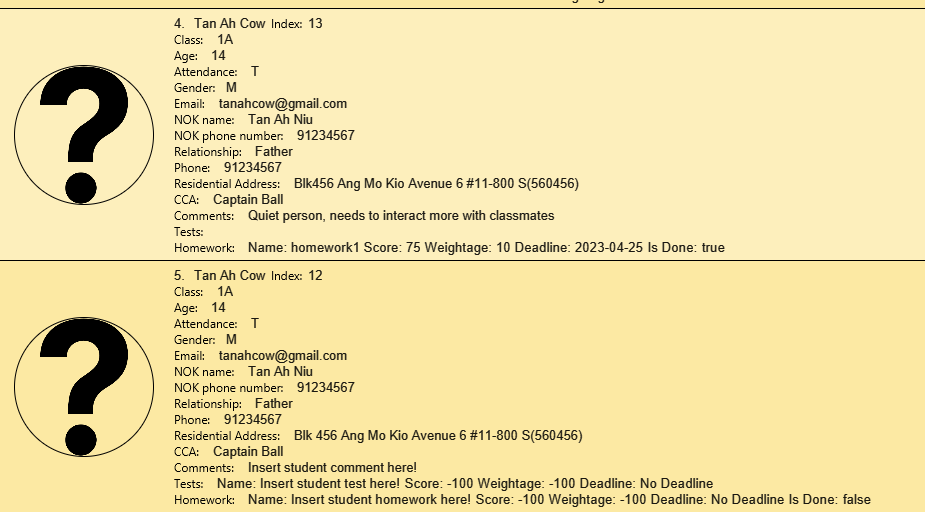 4. Tan Ah Cow Index: 13
Class: 1A
Age: 14
Attendance: T
Gender: M
Email: tanahcow@gmail.com
NOK name: Tan Ah Niu
NOK phone number: 91234567
Relationship: Father
Phone: 91234567
Residential Address: Blk456 Ang Mo Kio Avenue 6 #11-800 S(560456)
CCA: Captain Ball
Comments: Quiet person, needs to interact more with classmates
Tests:
Homework: Name: homework1 Score: 75 Weightage: 10 Deadline: 2023-04-25 Is Done: true
5. Tan Ah Cow Index: 12
Class: 1A
Age: 14
Attendance: T
Gender: M
Email: tanahcow@gmail.com
NOK name: Tan Ah Niu
NOK phone number: 91234567
Relationship: Father
Phone: 91234567
Residential Address: Blk 456 Ang Mo Kio Avenue 6 #11-800 S(560456)
CCA: Captain Ball
Comments: Insert student comment here!
Tests: Name: Insert student test here! Score: -100 Weightage: -100 Deadline: No Deadline
Homework: Name: Insert student homework here! Score: -100 Weightage: -100 Deadline: No Deadline Is Done: false